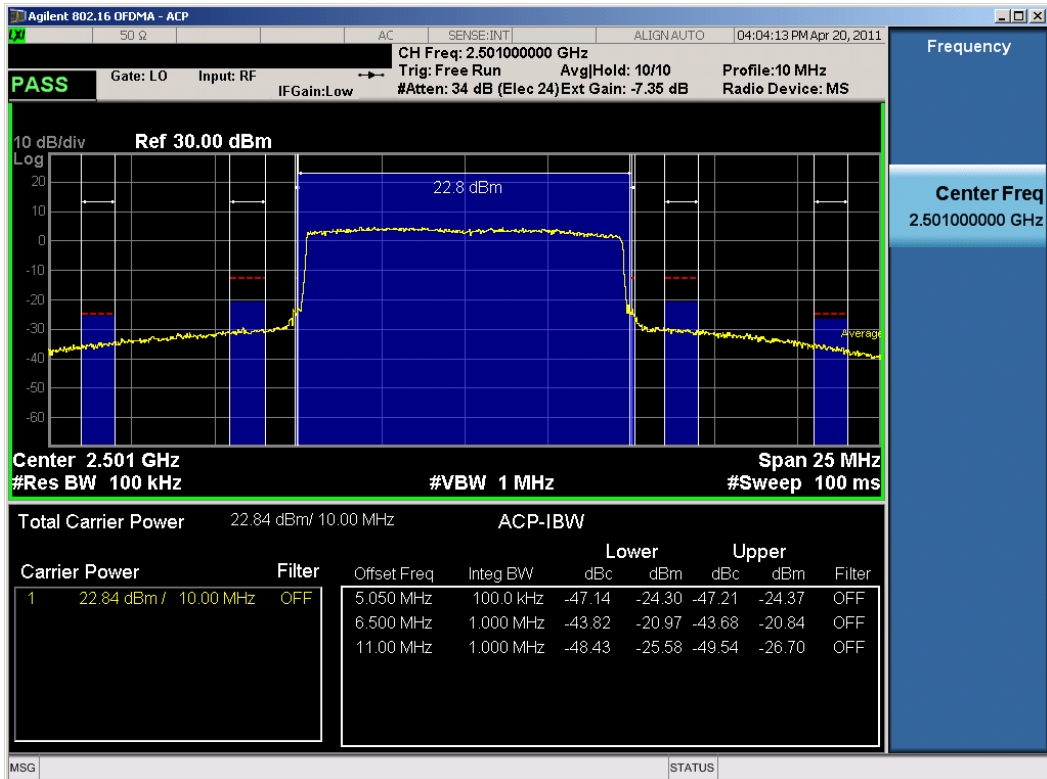 Agilent 802.16 OFDMA - ACP
LXI 50 Ω AC SENSE:INT ALIGN AUTO 04:04:13 PM Apr 20, 2011
CH Freq: 2.501000000 GHz
PASS Gate: LO Input: RF Trig: Free Run Avg|Hold: 10/10 Profile:10 MHz
IFGain:Low #Atten: 34 dB (Elec 24) Ext Gain: -7.35 dB Radio Device: MS
Frequency
Center Freq
2.501000000 GHz
10 dB/div Ref 30.00 dBm
Log
20
10
0
-10
-20
-30
-40
-50
-60
22.8 dBm
Average
Center 2.501 GHz Span 25 MHz
#Res BW 100 kHz #VBW 1 MHz #Sweep 100 ms
Total Carrier Power 22.84 dBm/ 10.00 MHz ACP-IBW
Lower Upper
Carrier Power Filter
1 22.84 dBm / 10.00 MHz OFF
Offset Freq Integ BW dBc dBm dBc dBm Filter
5.050 MHz 100.0 kHz -47.14 -24.30 -47.21 -24.37 OFF
6.500 MHz 1.000 MHz -43.82 -20.97 -43.68 -20.84 OFF
11.00 MHz 1.000 MHz -48.43 -25.58 -49.54 -26.70 OFF
MSG STATUS